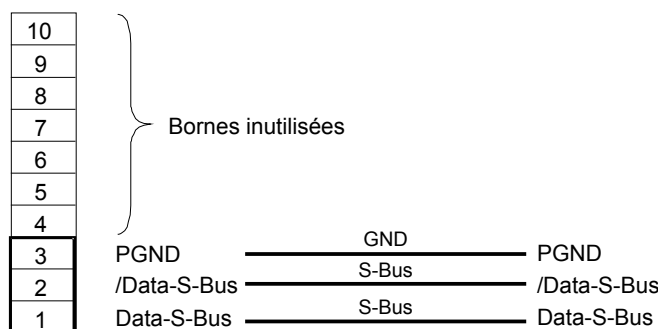 10
9
8
7
Bornes inutilisées
6
5
4
3
PGND
GND
PGND
2
/Data-S-Bus
S-Bus
/Data-S-Bus
1
Data-S-Bus
S-Bus
Data-S-Bus